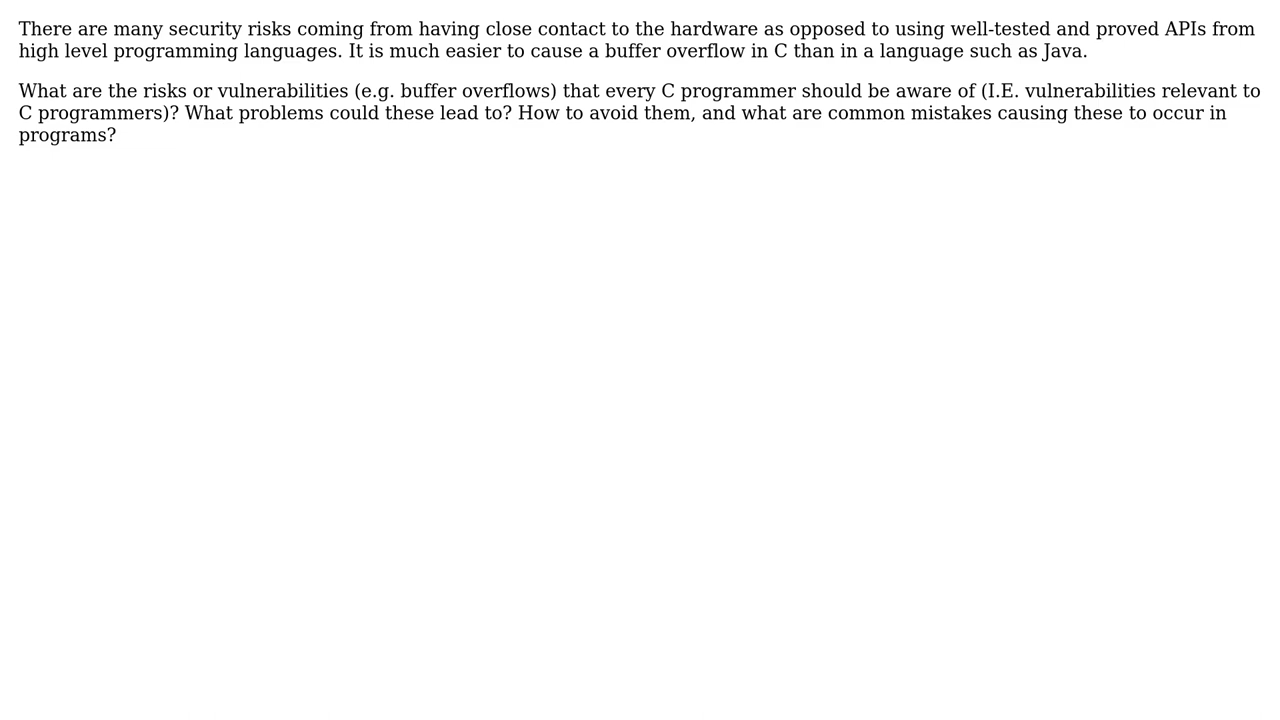 There are many security risks coming from having close contact to the hardware as opposed to using well-tested and proved APIs from
high level programming languages. It is much easier to cause a buffer overflow in C than in a language such as Java.
What are the risks or vulnerabilities (e.g. buffer overflows) that every C programmer should be aware of (I.E. vulnerabilities relevant to
C programmers)? What problems could these lead to? How to avoid them, and what are common mistakes causing these to occur in
programs?